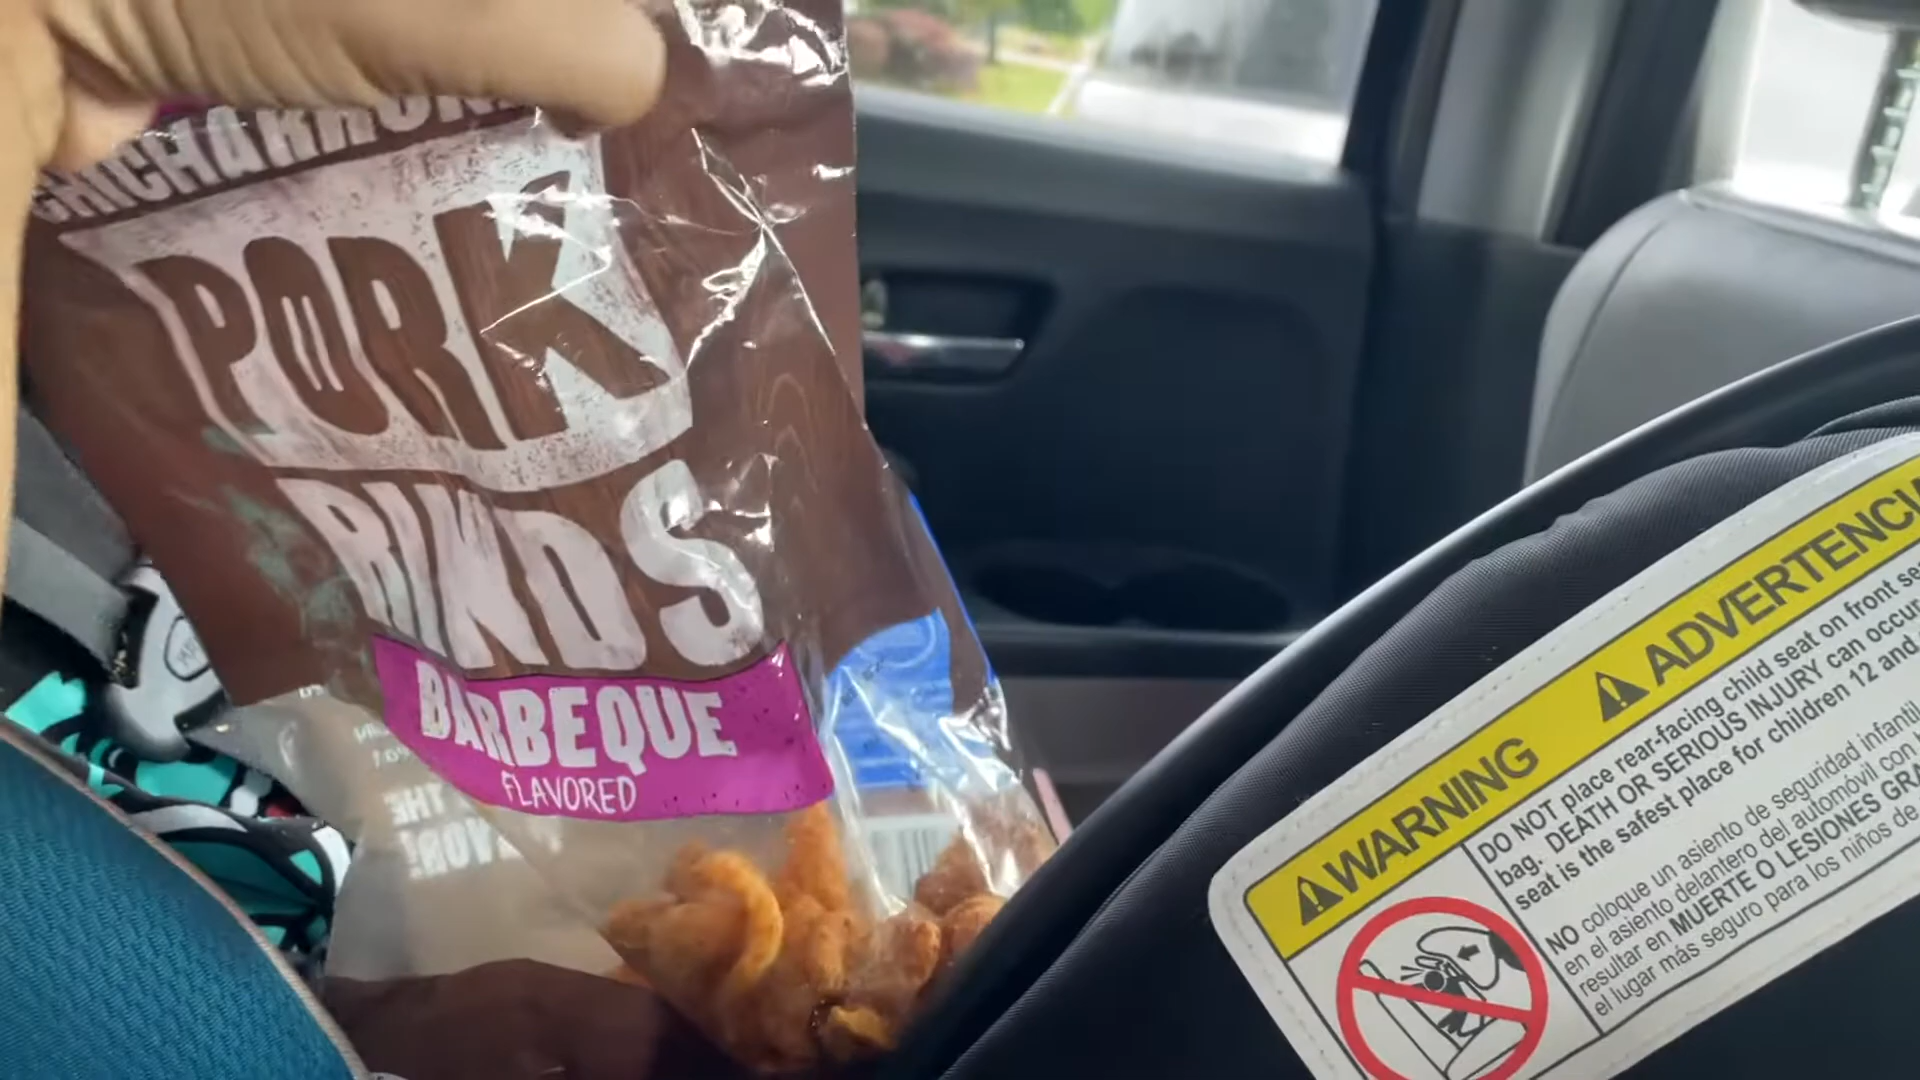 CHICHARRON
PORK
RINDS
BARBEQUE
FLAVORED
WARNING
ADVERTENCI
DO NOT place rear-facing child seat on front sea
bag. DEATH OR SERIOUS INJURY can occur
seat is the safest place for children 12 and
NO coloque un asiento de seguridad infantil
en el asiento delantero del automóvil con
resultar en MUERTE O LESIONES GRA
el lugar más seguro para los niños de